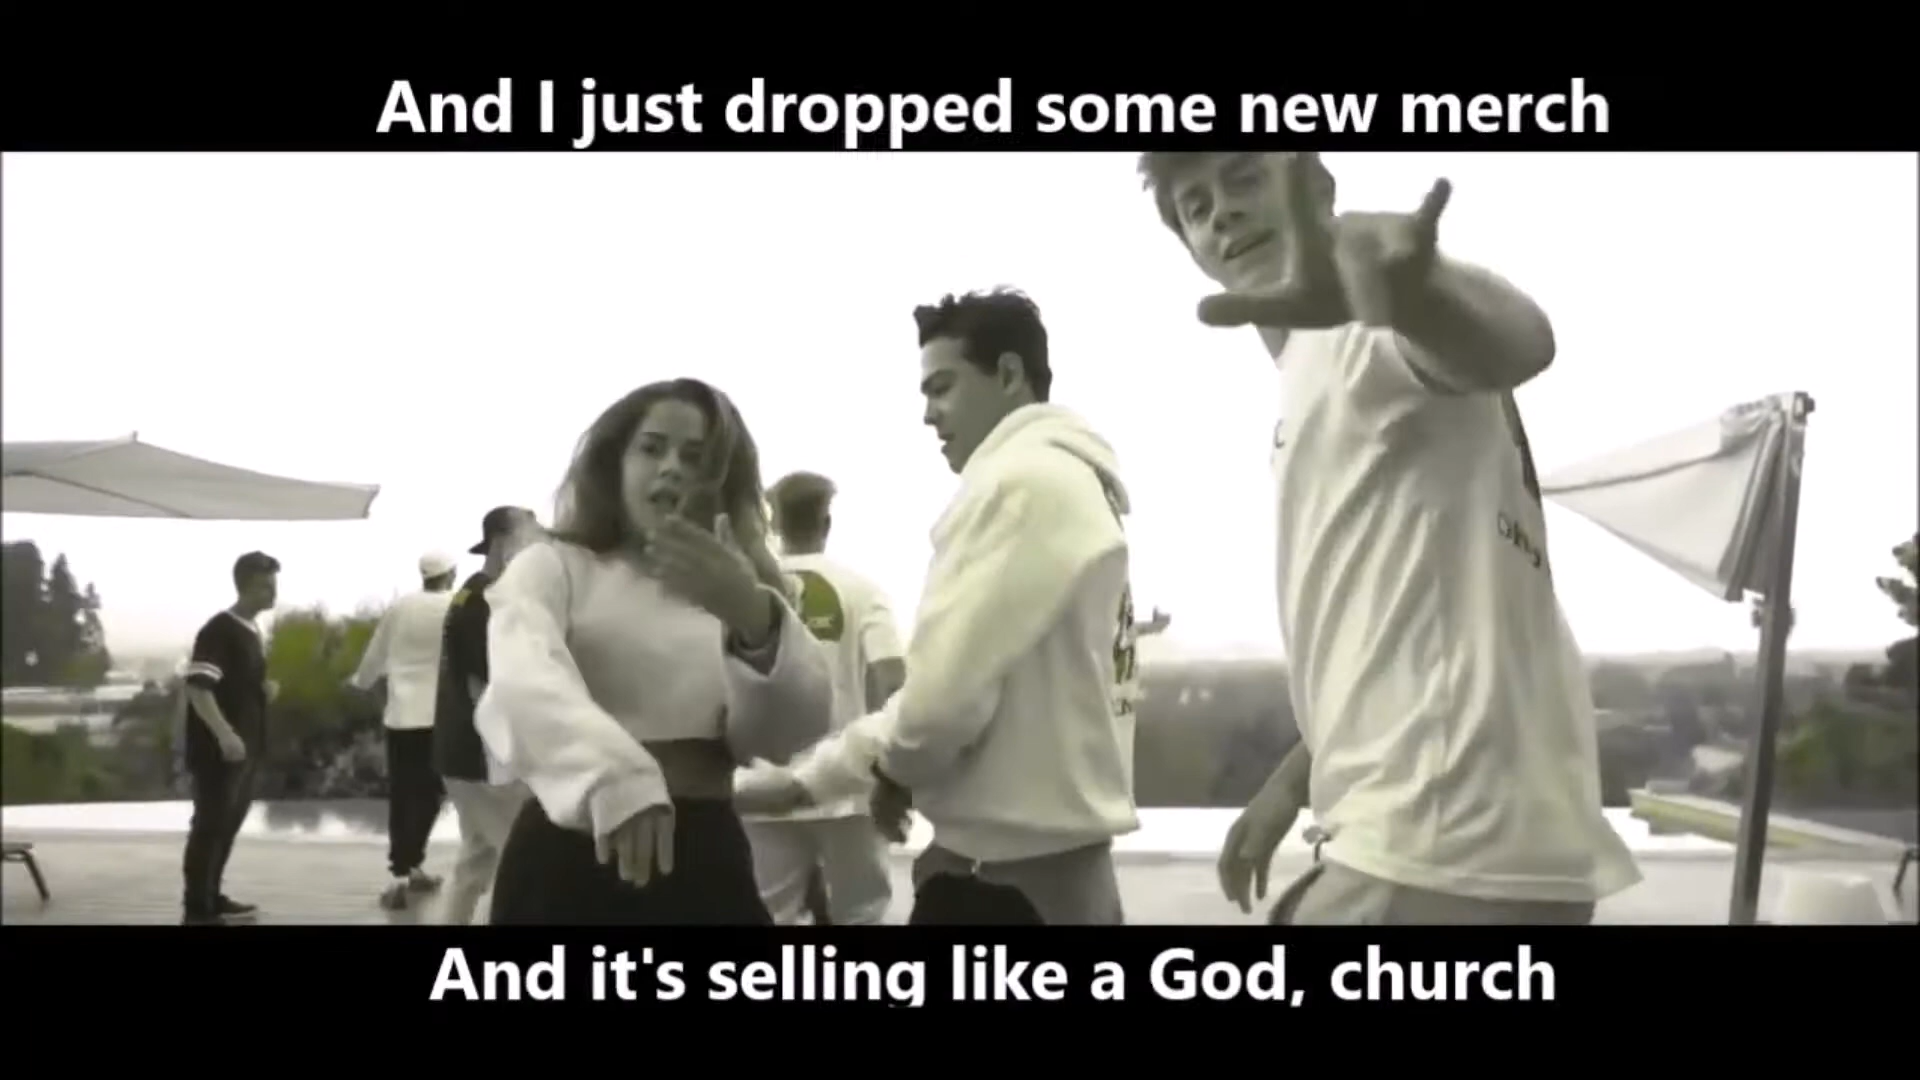 And I just dropped some new merch
And it's selling like a God, church